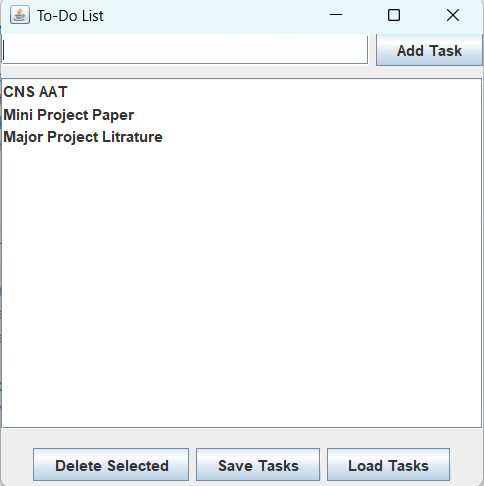 To-Do List
Add Task
CNS AAT
Mini Project Paper
Major Project Litrature
Delete Selected Save Tasks Load Tasks